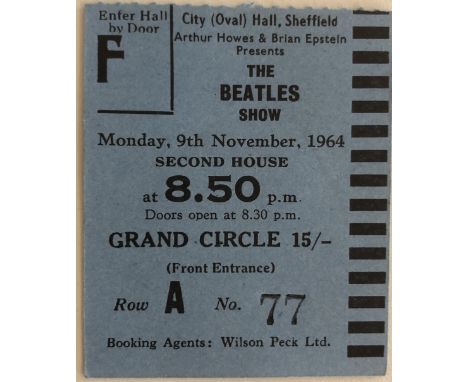 Enter Hall
by Door
F
City (Oval) Hall, Sheffield
Arthur Howes & Brian Epstein
Presents
THE
BEATLES
SHOW
Monday, 9th November, 1964
SECOND HOUSE
at 8.50 p.m.
Doors open at 8.30 p.m.
GRAND CIRCLE 15/-
(Front Entrance)
Row A No. 77
Booking Agents: Wilson Peck Ltd.